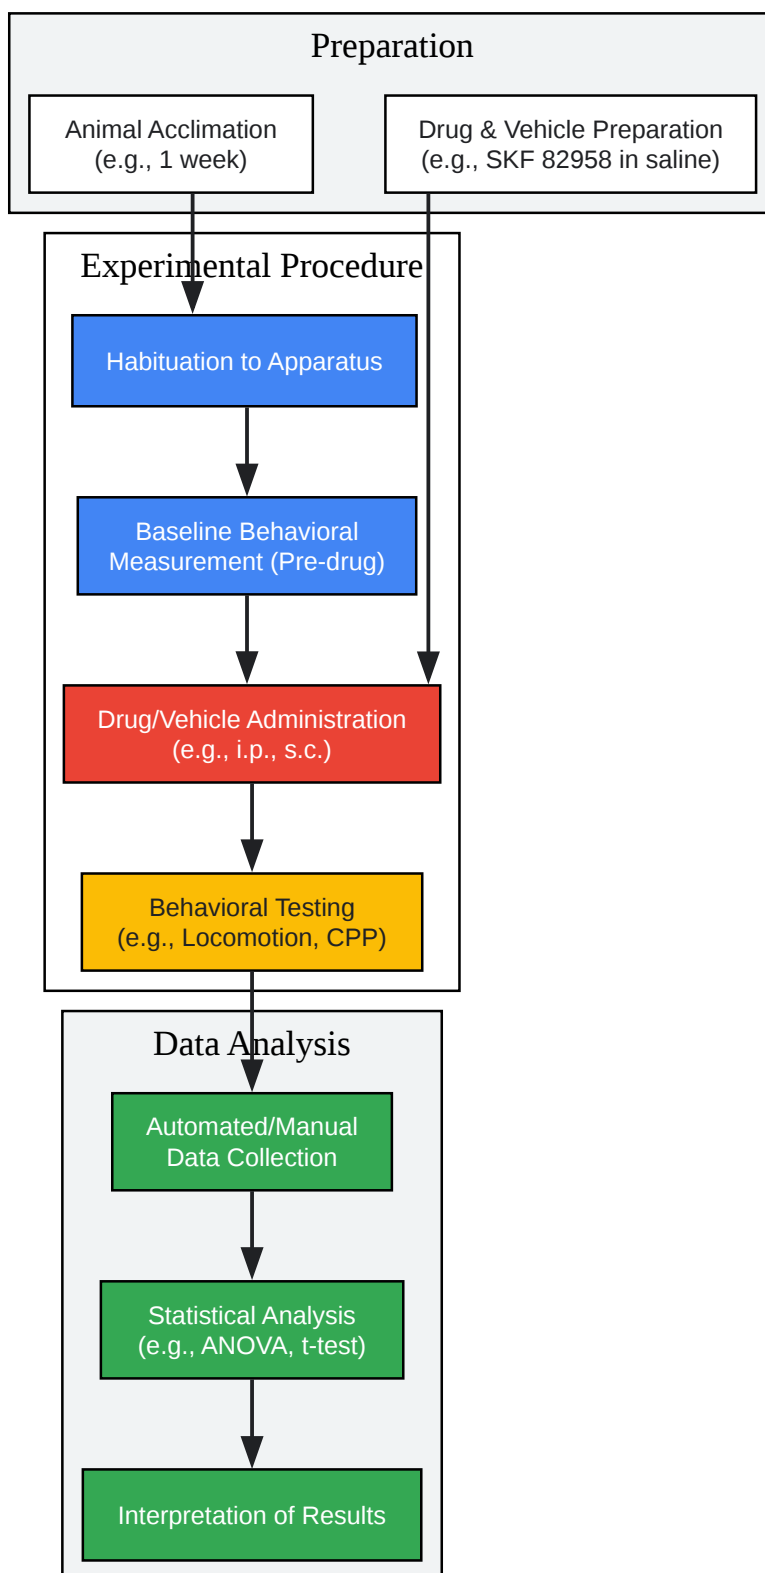 Preparation
Animal Acclimation
(e.g., 1 week)
Drug & Vehicle Preparation
(e.g., SKF 82958 in saline)
Experimental Procedure
Habituation to Apparatus
Baseline Behavioral
Measurement (Pre-drug)
Drug/Vehicle Administration
(e.g., i.p., s.c.)
Behavioral Testing
(e.g., Locomotion, CPP)
Data Analysis
Automated/Manual
Data Collection
Statistical Analysis
(e.g., ANOVA, t-test)
Interpretation of Results